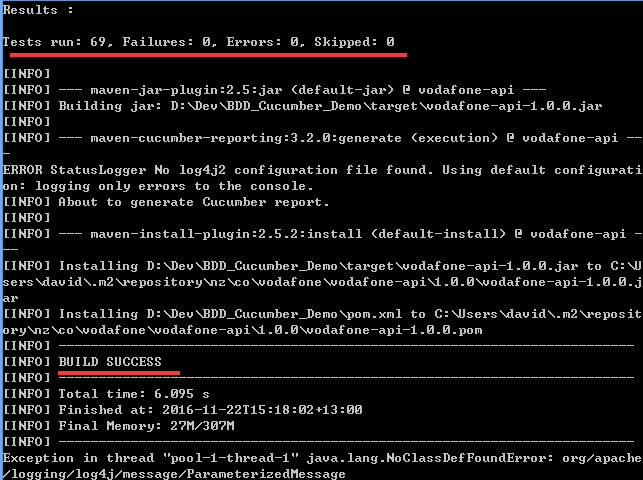 Results :
Tests run: 69, Failures: 0, Errors: 0, Skipped: 0
[INFO]
[INFO] --- maven-jar-plugin:2.5:jar (default-jar) @ vodafone-api ---
[INFO] Building jar: D:\Dev\BDD_Cucumber_Demo\target\vodafone-api-1.0.0.jar
[INFO]
[INFO] --- maven-cucumber-reporting:3.2.0:generate (execution) @ vodafone-api --
-
ERROR StatusLogger No log4j2 configuration file found. Using default configurati
on: logging only errors to the console.
[INFO] About to generate Cucumber report.
[INFO]
[INFO] --- maven-install-plugin:2.5.2:install (default-install) @ vodafone-api -
--
[INFO] Installing D:\Dev\BDD_Cucumber_Demo\target\vodafone-api-1.0.0.jar to C:\U
sers\david\.m2\repository\nz\co\vodafone\vodafone-api\1.0.0\vodafone-api-1.0.0.j
ar
[INFO] Installing D:\Dev\BDD_Cucumber_Demo\pom.xml to C:\Users\david\.m2\reposit
ory\nz\co\vodafone\vodafone-api\1.0.0\vodafone-api-1.0.0.pom
[INFO] ------------------------------------------------------------------------
[INFO] BUILD SUCCESS
[INFO] ------------------------------------------------------------------------
[INFO] Total time: 6.095 s
[INFO] Finished at: 2016-11-22T15:18:02+13:00
[INFO] Final Memory: 27M/307M
[INFO] ------------------------------------------------------------------------
Exception in thread "pool-1-thread-1" java.lang.NoClassDefFoundError: org/apache
/logging/log4j/message/ParameterizedMessage